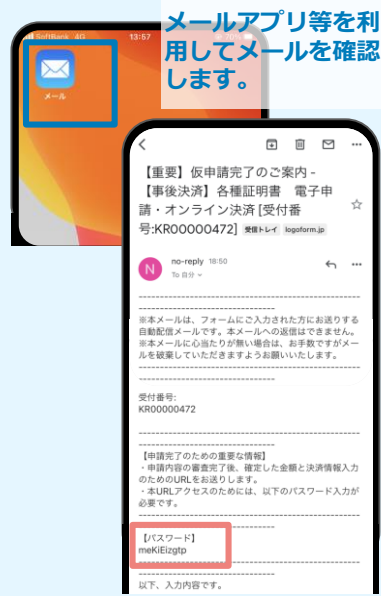 メールアプリ等を利
用してメールを確認
します。
SoftBank 4G 13:57 70%
メール
【重要】仮申請完了のご案内 -
【事後決済】各種証明書　電子申
請・オンライン決済 [受付番
号:KR00000472] 受信トレイ logoform.jp
N no-reply 18:50
To 自分
------------------------------------------------
------------------------------
※本メールは、フォームにご入力された方にお送りする
自動配信メールです。本メールへの返信はできません。
※本メールに心当たりが無い場合は、お手数ですがメー
ルを破棄していただきますようお願いいたします。
------------------------------------------------
------------------------------
受付番号:
KR00000472
------------------------------------------------
------------------------------
【申請完了のための重要な情報】
・申請内容の審査完了後、確定した金額と決済情報入力
のためのURLをお送りします。
・本URLアクセスのためには、以下のパスワード入力が
必要です。
------------------------------------------------
------------------------------
【パスワード】
meKiEizgtp
------------------------------------------------
------------------------------
以下、入力内容です。